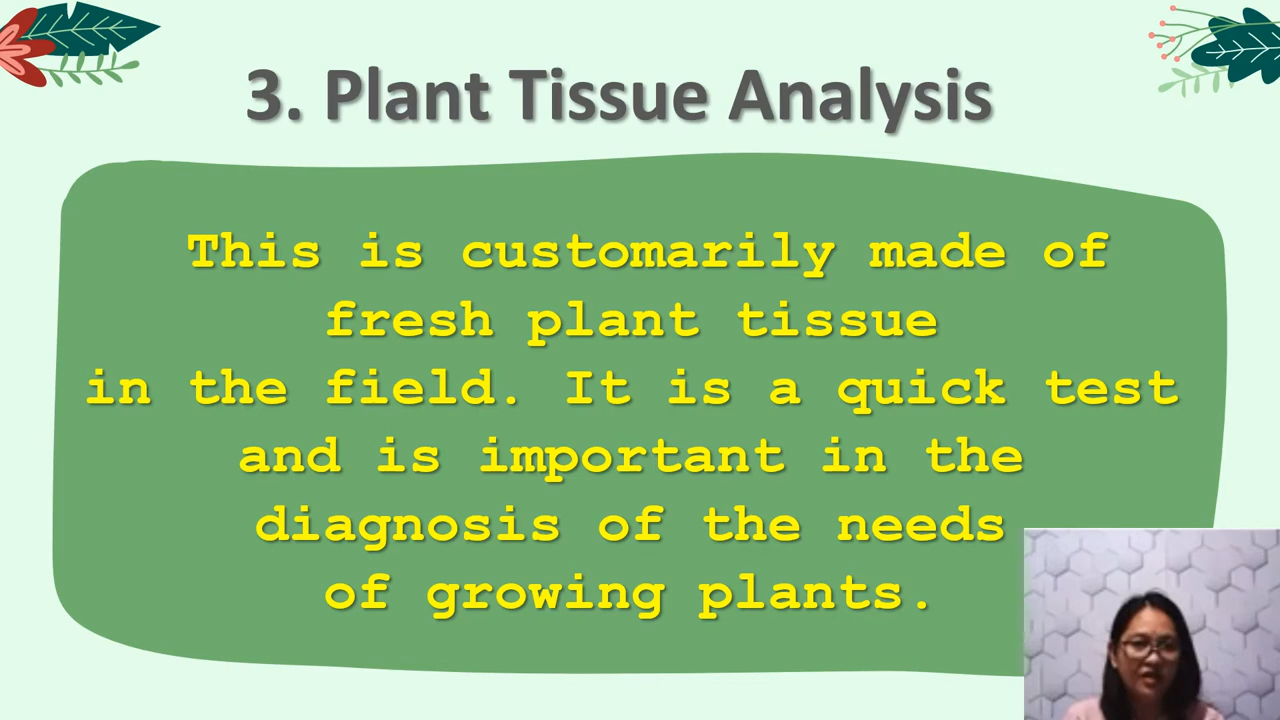 3. Plant Tissue Analysis
This is customarily made of
fresh plant tissue
in the field. It is a quick test
and is important in the
diagnosis of the needs
of growing plants.